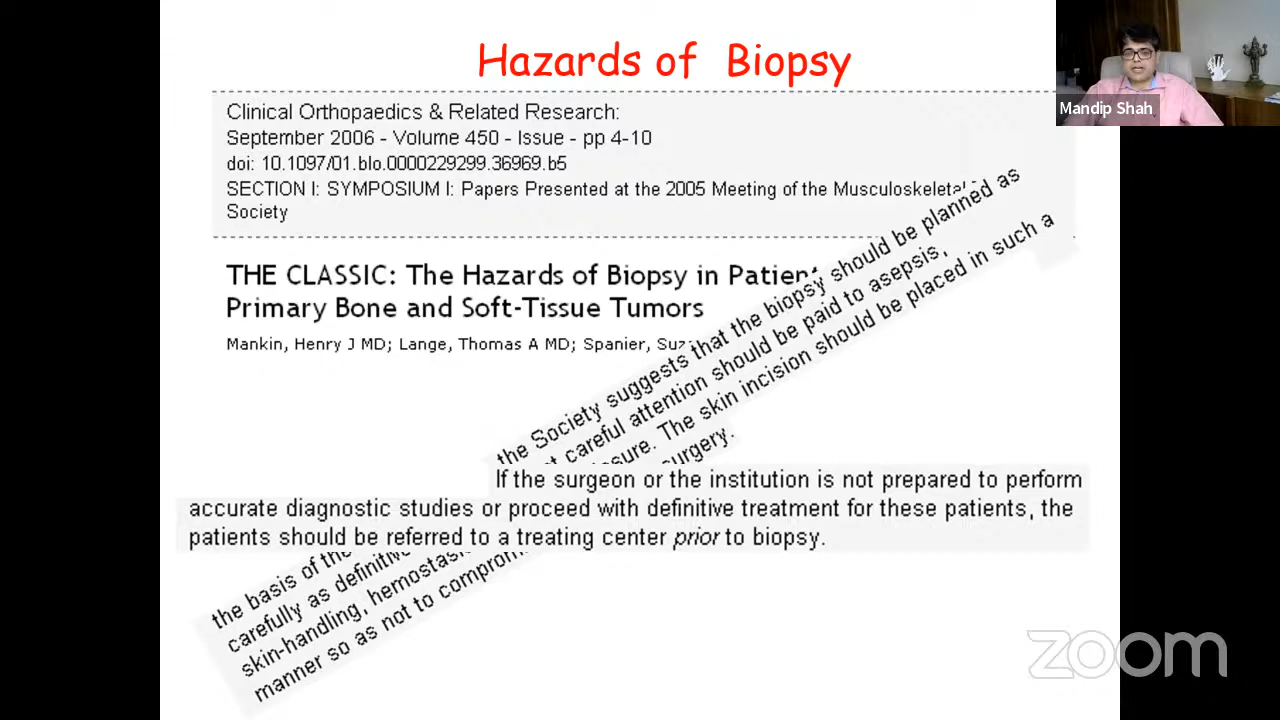 Hazards of Biopsy
Mandip Shah
Clinical Orthopaedics & Related Research:
September 2006 - Volume 450 - Issue - pp 4-10
doi: 10.1097/01.blo.0000229299.36969.b5
SECTION I: SYMPOSIUM I: Papers Presented at the 2005 Meeting of the Musculoskeletal
Society
THE CLASSIC: The Hazards of Biopsy in Patient
Primary Bone and Soft-Tissue Tumors
Mankin, Henry J MD; Lange, Thomas A MD; Spanier,
the basis of the the Society suggests that the biopsy should be planned as
carefully as definitive careful attention should be paid to asepsis,
skin-handling, The skin incision should be placed in such a
manner so as not to surgery.
If the surgeon or the institution is not prepared to perform
accurate diagnostic studies or proceed with definitive treatment for these patients, the
patients should be referred to a treating center prior to biopsy.
zoom